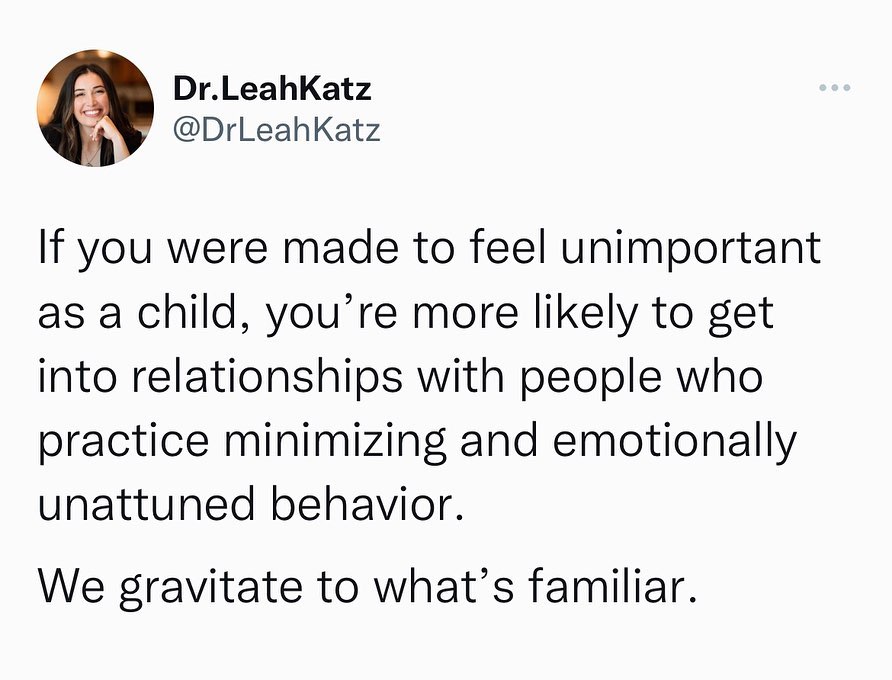 Dr.LeahKatz
@DrLeahKatz
If you were made to feel unimportant
as a child, you’re more likely to get
into relationships with people who
practice minimizing and emotionally
unattuned behavior.
We gravitate to what’s familiar.